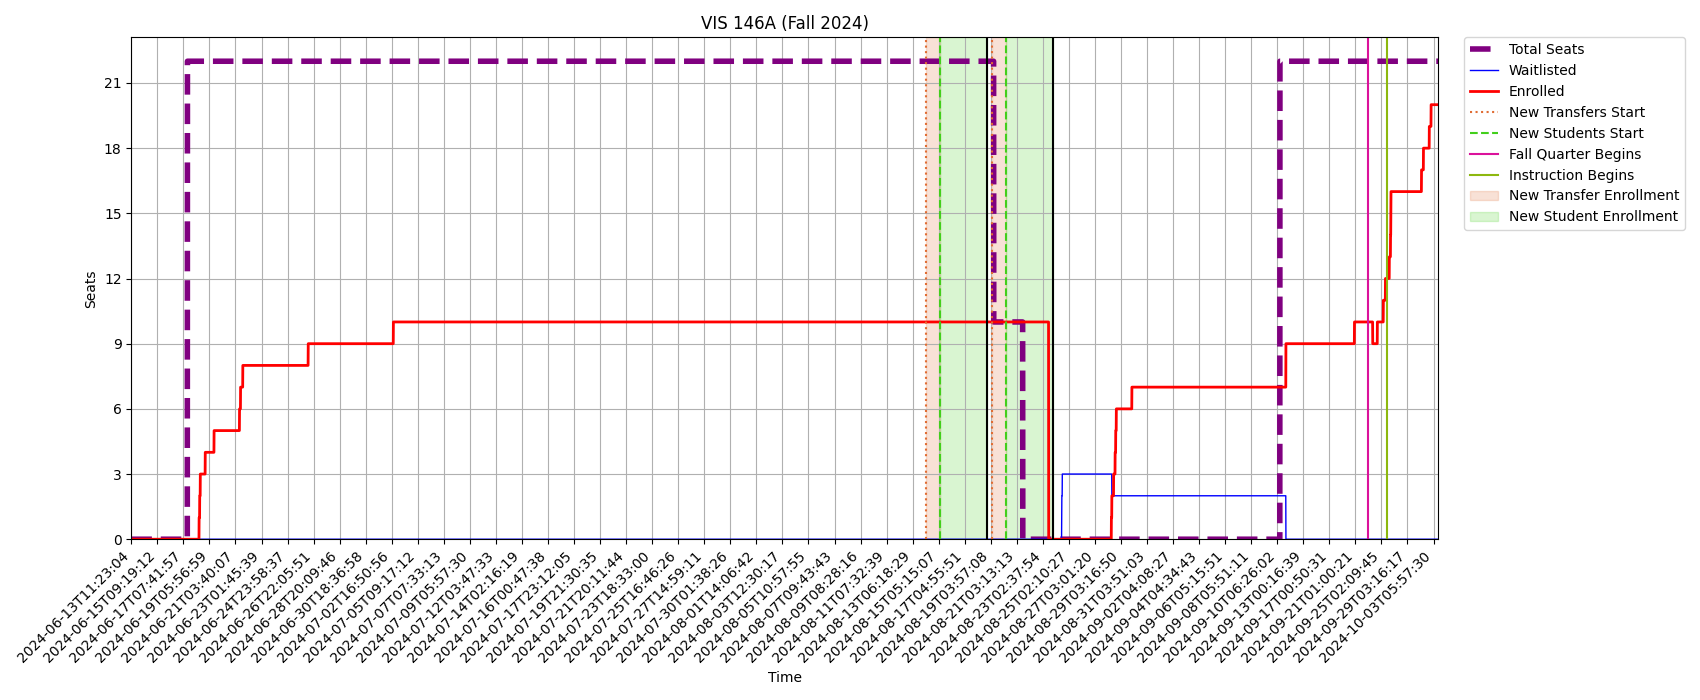 VIS 146A (Fall 2024)
Total Seats
Waitlisted
Enrolled
New Transfers Start
New Students Start
Fall Quarter Begins
Instruction Begins
New Transfer Enrollment
New Student Enrollment
Seats
21
18
15
12
9
6
3
0
2024-06-13T11:23:04
2024-06-15T09:19:12
2024-06-17T07:41:57
2024-06-19T05:56:59
2024-06-21T03:40:07
2024-06-23T01:45:39
2024-06-24T23:58:37
2024-06-26T22:05:51
2024-06-28T20:09:46
2024-06-30T18:36:58
2024-07-02T16:50:56
2024-07-05T09:17:12
2024-07-07T07:33:13
2024-07-09T05:57:30
2024-07-12T03:47:33
2024-07-14T02:16:19
2024-07-16T00:47:38
2024-07-17T23:12:05
2024-07-19T21:30:35
2024-07-21T20:11:44
2024-07-23T18:33:00
2024-07-25T16:46:26
2024-07-27T14:59:11
2024-07-30T01:38:26
2024-08-01T14:06:42
2024-08-03T12:30:17
2024-08-05T10:57:55
2024-08-07T09:43:43
2024-08-09T08:28:16
2024-08-11T07:32:39
2024-08-13T06:18:29
2024-08-15T05:15:07
2024-08-17T04:55:51
2024-08-19T03:57:08
2024-08-21T03:13:13
2024-08-23T02:37:54
2024-08-25T02:10:27
2024-08-27T03:01:20
2024-08-29T03:16:50
2024-08-31T03:51:03
2024-09-02T04:08:27
2024-09-04T04:34:43
2024-09-06T05:15:51
2024-09-08T05:51:11
2024-09-10T06:26:02
2024-09-13T00:16:39
2024-09-17T00:50:31
2024-09-21T01:00:21
2024-09-25T02:09:45
2024-09-29T03:16:17
2024-10-03T05:57:30
Time